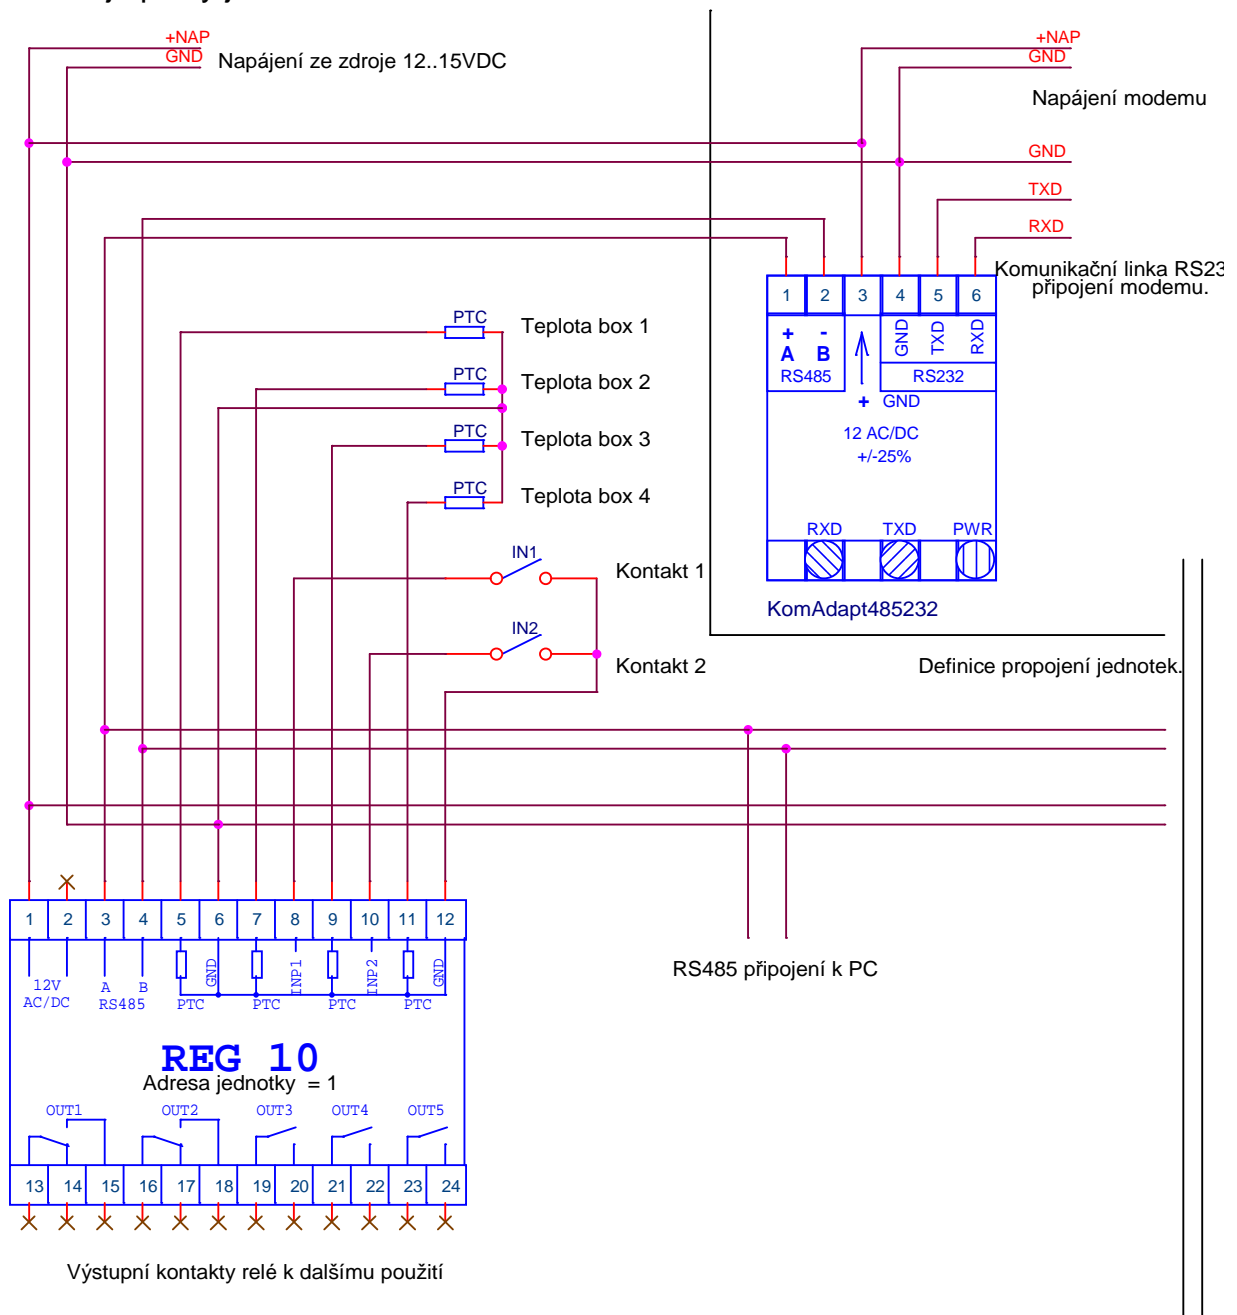 +NAP
GND
Napájení ze zdroje 12..15VDC
+NAP
GND
Napájení modemu
GND
TXD
RXD
Komunikační linka RS23
připojení modemu.
1 2 3 4 5 6
+ -
A B
GND TXD RXD
RS485 RS232
+ GND
12 AC/DC
+/-25%
RXD TXD PWR
KomAdapt485232
PTC Teplota box 1
PTC Teplota box 2
PTC Teplota box 3
PTC Teplota box 4
IN1
Kontakt 1
IN2
Kontakt 2
Definice propojení jednotek.
RS485 připojení k PC
1 2 3 4 5 6 7 8 9 10 11 12
GND INP1 INP2 GND
12V A B
AC/DC RS485 PTC PTC PTC PTC
REG 10
Adresa jednotky = 1
OUT1 OUT2 OUT3 OUT4 OUT5
13 14 15 16 17 18 19 20 21 22 23 24
Výstupní kontakty relé k dalšímu použití